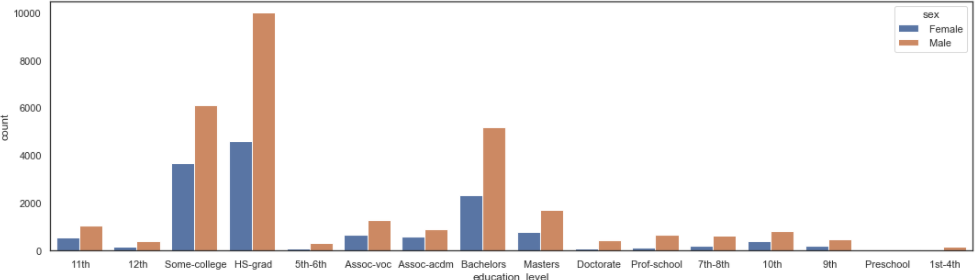 10000
8000
6000
4000
2000
0
count
sex
Female
Male
11th 12th Some-college HS-grad 5th-6th Assoc-voc Assoc-acdm Bachelors Masters Doctorate Prof-school 7th-8th 10th 9th Preschool 1st-4th
education_level